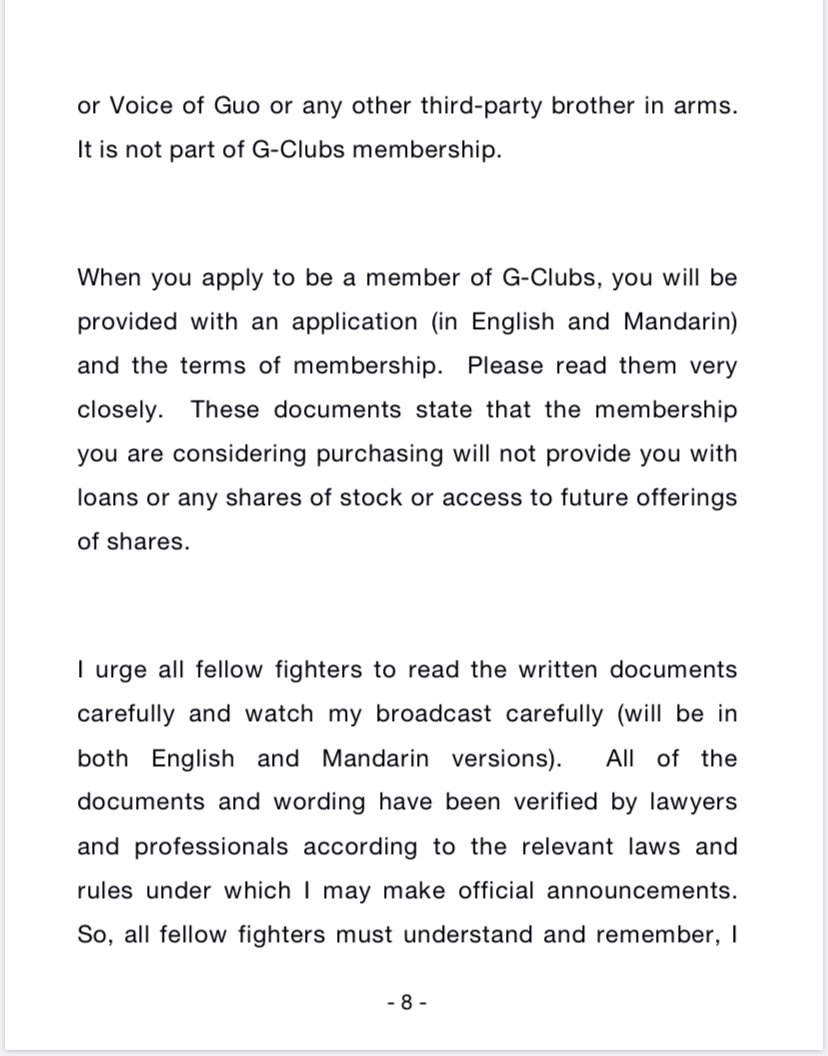 or Voice of Guo or any other third-party brother in arms.
It is not part of G-Clubs membership.
When you apply to be a member of G-Clubs, you will be
provided with an application (in English and Mandarin)
and the terms of membership. Please read them very
closely. These documents state that the membership
you are considering purchasing will not provide you with
loans or any shares of stock or access to future offerings
of shares.
I urge all fellow fighters to read the written documents
carefully and watch my broadcast carefully (will be in
both English and Mandarin versions). All of the
documents and wording have been verified by lawyers
and professionals according to the relevant laws and
rules under which I may make official announcements.
So, all fellow fighters must understand and remember, I
- 8 -